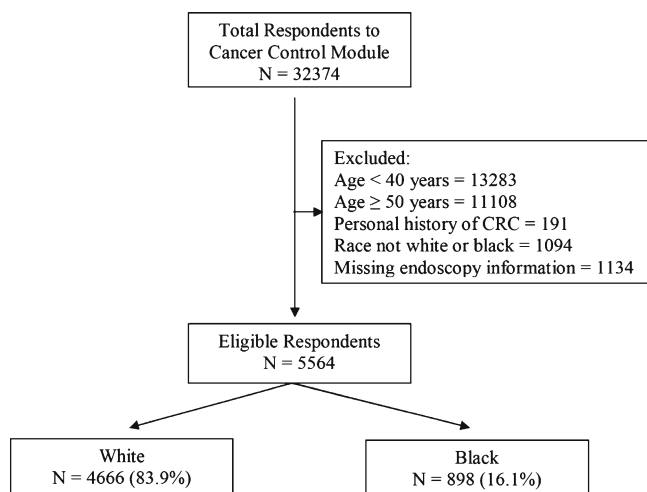 Total Respondents to
Cancer Control Module
N = 32374
Excluded:
Age < 40 years = 13283
Age ≥ 50 years = 11108
Personal history of CRC = 191
Race not white or black = 1094
Missing endoscopy information = 1134
Eligible Respondents
N = 5564
White
N = 4666 (83.9%)
Black
N = 898 (16.1%)